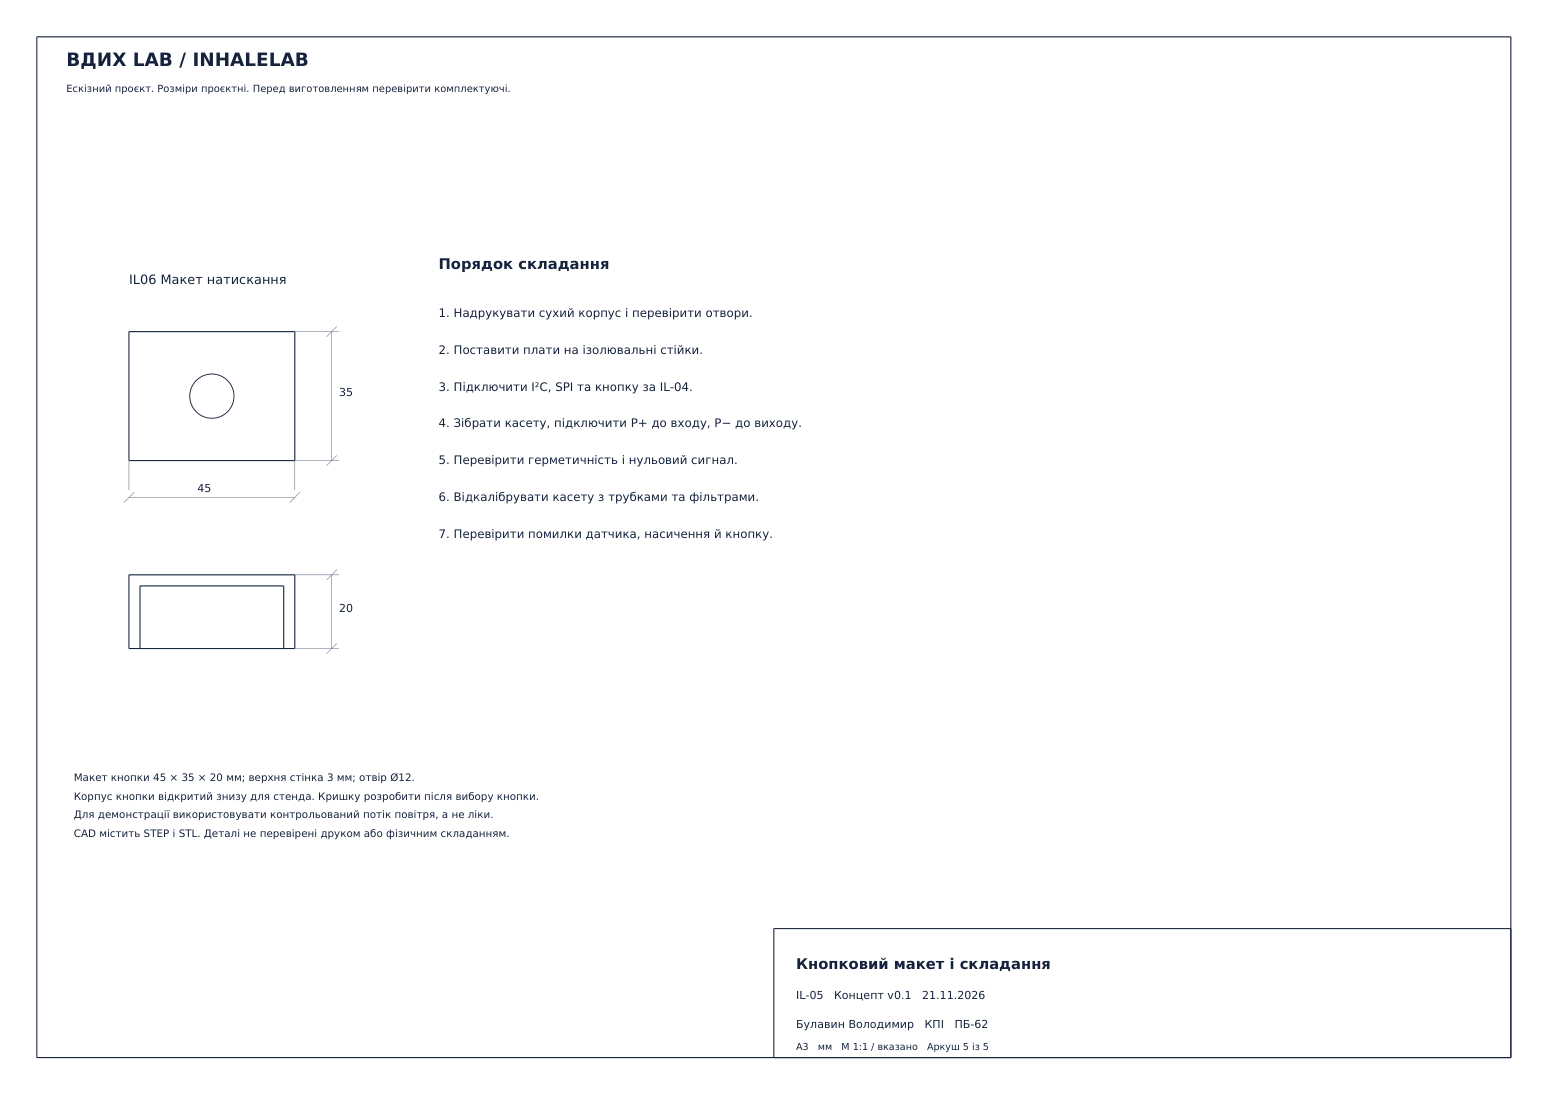 ВДИХ LAB / INHALELAB
Ескізний проєкт. Розміри проєктні. Перед виготовленням перевірити комплектуючі.
IL06 Макет натискання
35
45
20
Порядок складання
1. Надрукувати сухий корпус і перевірити отвори.
2. Поставити плати на ізолювальні стійки.
3. Підключити I²C, SPI та кнопку за IL-04.
4. Зібрати касету, підключити P+ до входу, P− до виходу.
5. Перевірити герметичність і нульовий сигнал.
6. Відкалібрувати касету з трубками та фільтрами.
7. Перевірити помилки датчика, насичення й кнопку.
Макет кнопки 45 × 35 × 20 мм; верхня стінка 3 мм; отвір Ø12.
Корпус кнопки відкритий знизу для стенда. Кришку розробити після вибору кнопки.
Для демонстрації використовувати контрольований потік повітря, а не ліки.
CAD містить STEP і STL. Деталі не перевірені друком або фізичним складанням.
Кнопковий макет і складання
IL-05 Концепт v0.1 21.11.2026
Булавин Володимир КПІ ПБ-62
А3 мм М 1:1 / вказано Аркуш 5 із 5